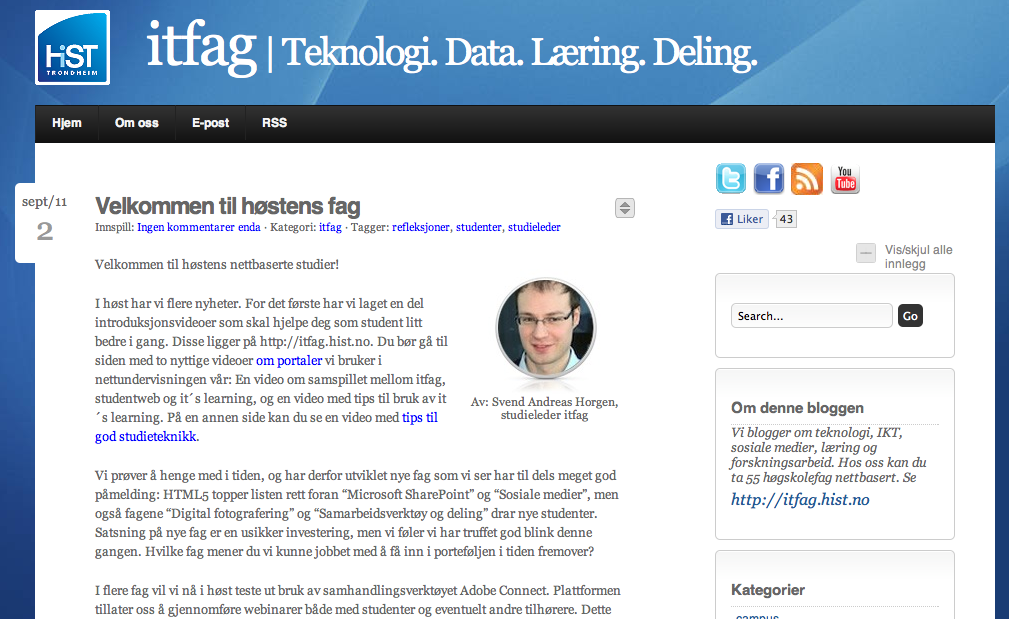 HiST
TRONDHEIM
itfag | Teknologi. Data. Læring. Deling.
Hjem
Om oss
E-post
RSS
sept/11
2
Velkommen til høstens fag
Innspill: Ingen kommentarer enda · Kategori: itfag · Tagger: refleksjoner, studenter, studieleder
Velkommen til høstens nettbaserte studier!
I høst har vi flere nyheter. For det første har vi laget en del
introduksjonsvideoer som skal hjelpe deg som student litt
bedre i gang. Disse ligger på http://itfag.hist.no. Du bør gå til
siden med to nyttige videoer om portaler vi bruker i
nettundervisningen vår: En video om samspillet mellom itfag,
studentweb og it´s learning, og en video med tips til bruk av it
´s learning. På en annen side kan du se en video med tips til
god studieteknikk.
Av: Svend Andreas Horgen,
studieleder itfag
Vi prøver å henge med i tiden, og har derfor utviklet nye fag som vi ser har til dels meget god
påmelding: HTML5 topper listen rett foran “Microsoft SharePoint” og “Sosiale medier”, men
også fagene “Digital fotografering” og “Samarbeidsverktøy og deling” drar nye studenter.
Satsning på nye fag er en usikker investering, men vi føler vi har truffet god blink denne
gangen. Hvilke fag mener du vi kunne jobbet med å få inn i porteføljen i tiden fremover?
I flere fag vil vi nå i høst teste ut bruk av samhandlingsverktøyet Adobe Connect. Plattformen
tillater oss å gjennomføre webinarer både med studenter og eventuelt andre tilhørere. Dette
You
Tube
Liker
43
Vis/skjul alle
innlegg
Search...
Go
Om denne bloggen
Vi blogger om teknologi, IKT,
sosiale medier, læring og
forskningsarbeid. Hos oss kan du
ta 55 høgskolefag nettbasert. Se
http://itfag.hist.no
Kategorier
campus